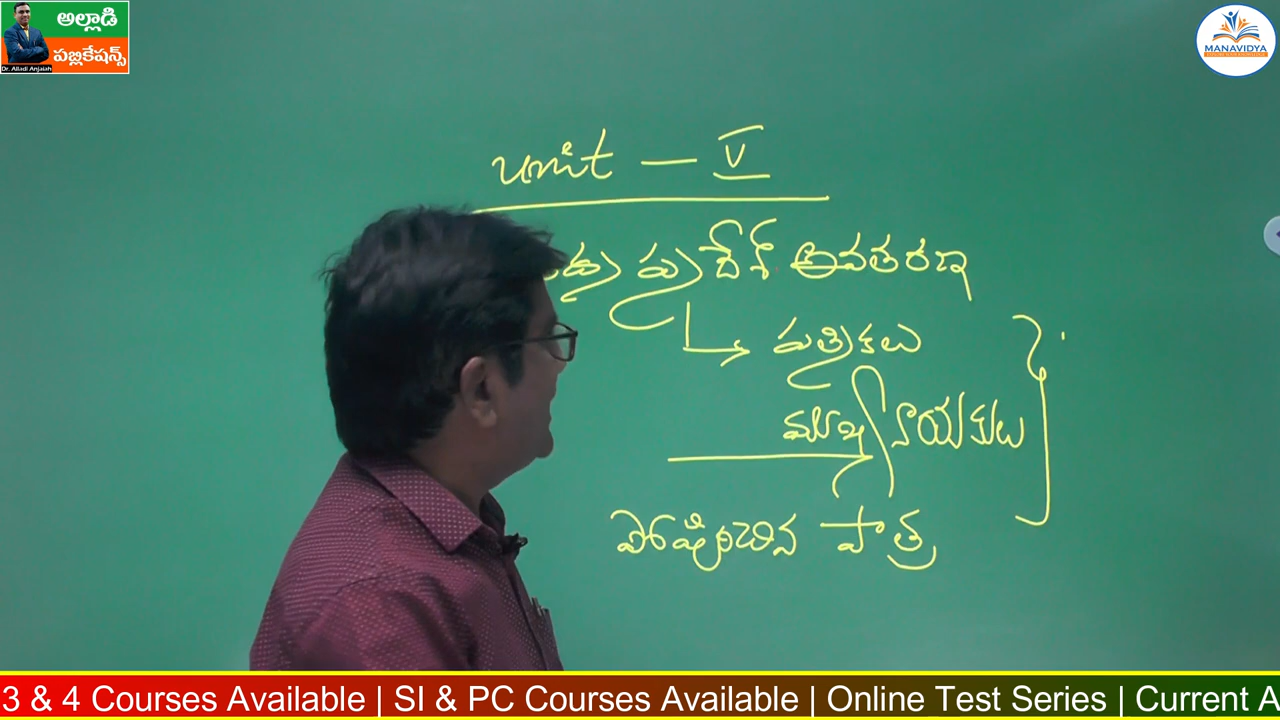 అల్లాడి
పబ్లికేషన్స్
Dr. Alladi Anjaiah
MANAVIDYA
unit - V
ప్రదేశ్ అవతరణ
పత్రికలు
ముఖ్య నాయకులు
పోషించిన పాత్ర
3 & 4 Courses Available | SI & PC Courses Available | Online Test Series | Current A